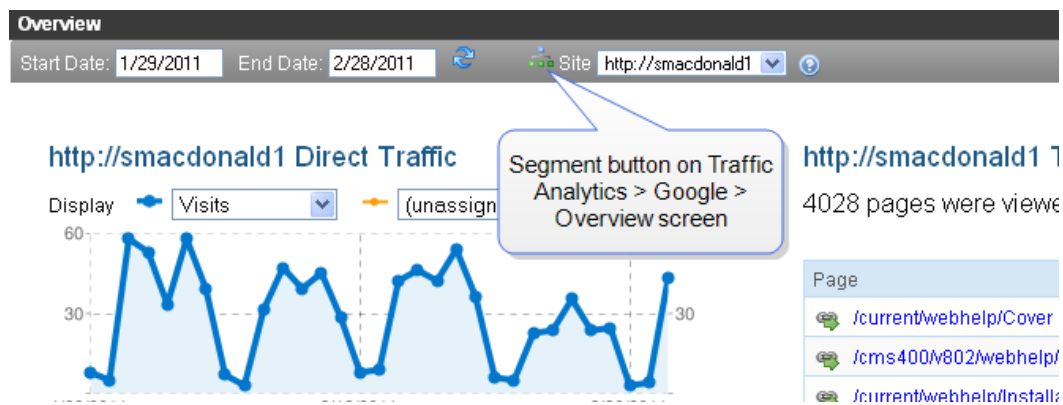 Overview
Start Date: 1/29/2011 End Date: 2/28/2011 Site http://smacdonald1
http://smacdonald1 Direct Traffic
Display Visits (unassign
Segment button on Traffic
Analytics > Google >
Overview screen
60
30
30
http://smacdonald1
4028 pages were viewe
Page
/current/webhelp/Cover
/cms400/v802/webhelp/
/current/webhelp/Install